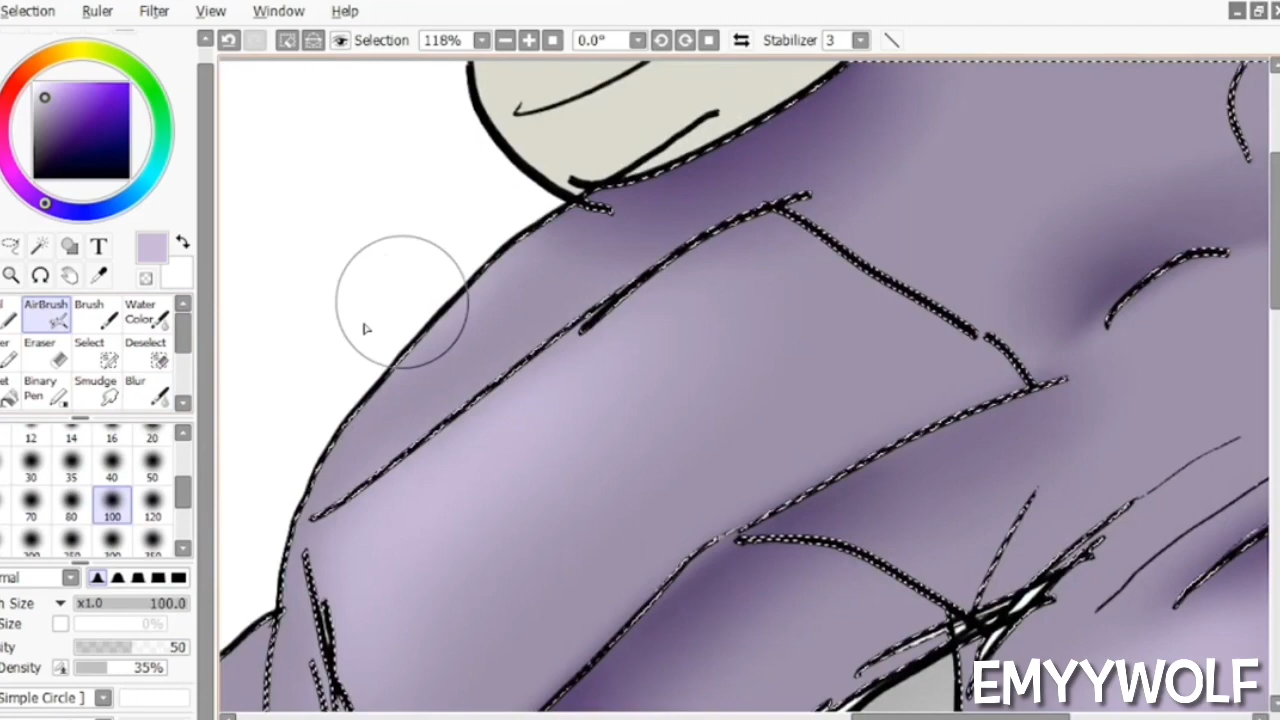 Selection Ruler Filter View Window Help
Selection 118% 0.0° Stabilizer 3
T
AirBrush Brush Water Color
Eraser Select Deselect
Binary Pen Smudge Blur
12 14 16 20
30 35 40 50
70 80 100 120
Size x1.0 100.0
Size 0%
50
Density 35%
Simple Circle ]
EMYYWOLF